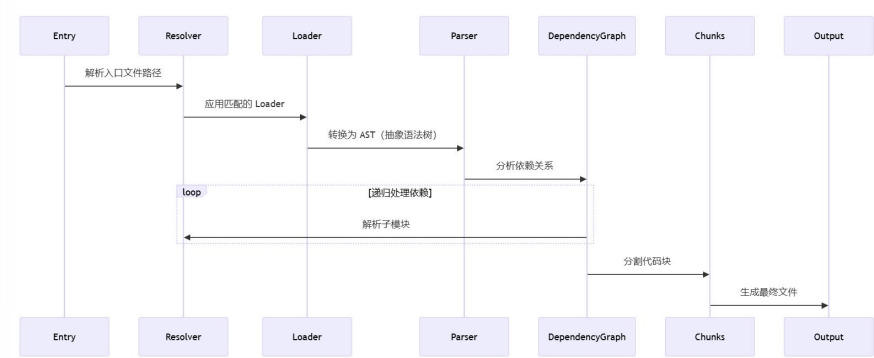 Entry Resolver Loader Parser DependencyGraph Chunks Output
解析入口文件路径
应用匹配的 Loader
转换为 AST（抽象语法树）
分析依赖关系
loop [递归处理依赖]
解析子模块
分割代码块
生成最终文件
Entry Resolver Loader Parser DependencyGraph Chunks Output